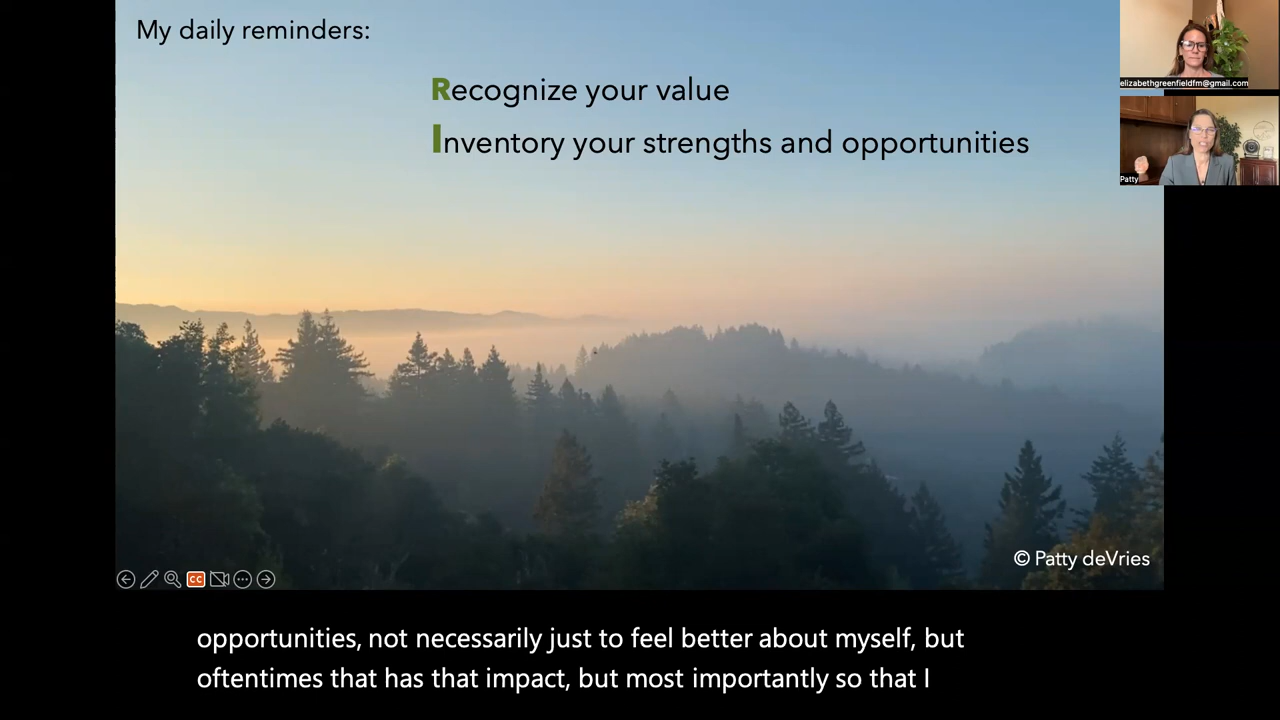 My daily reminders:
Recognize your value
Inventory your strengths and opportunities
elizabethgreenfieldfm@gmail.com
Patty
© Patty deVries
CC
opportunities, not necessarily just to feel better about myself, but
oftentimes that has that impact, but most importantly so that I